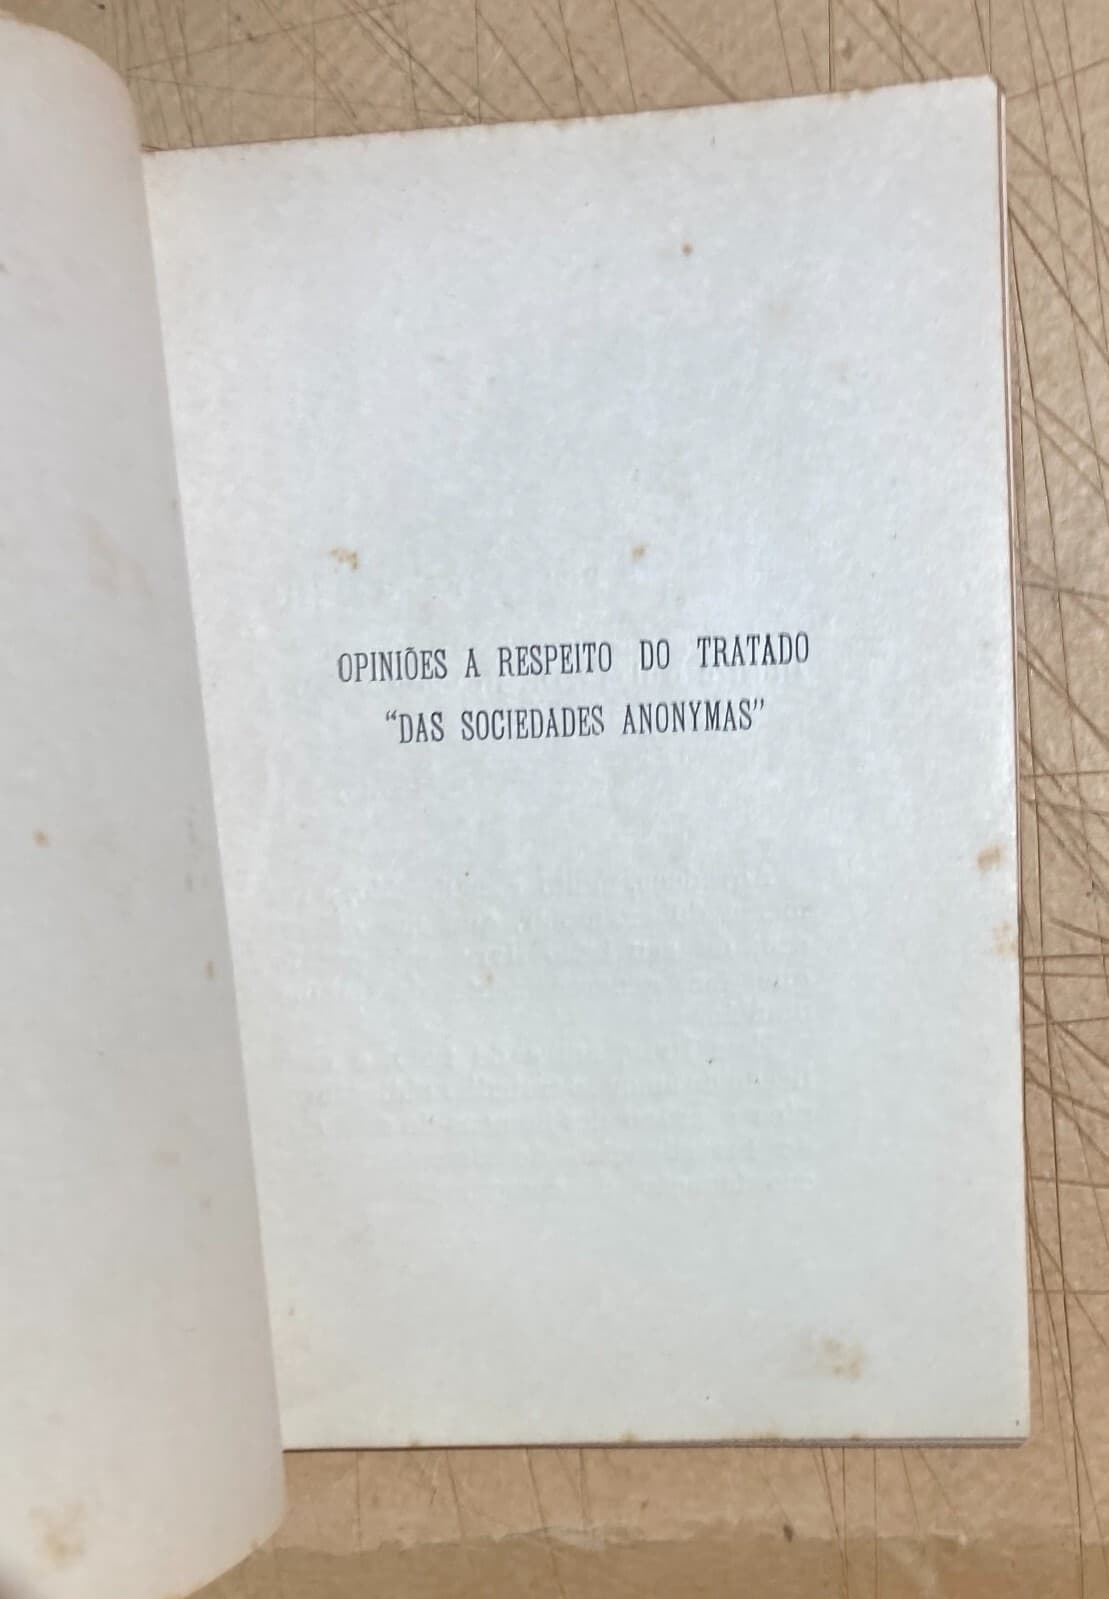 OPINIÕES A RESPEITO DO TRATADO
“DAS SOCIEDADES ANONYMAS”